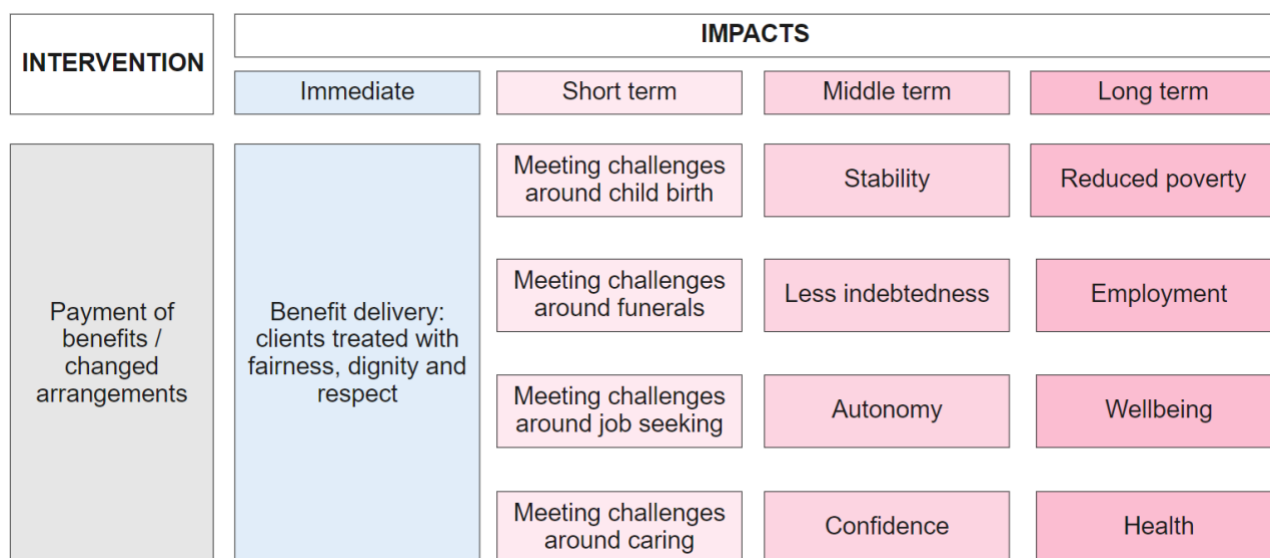 INTERVENTION
IMPACTS
Immediate
Short term
Middle term
Long term
Payment of
benefits /
changed
arrangements
Benefit delivery:
clients treated with
fairness, dignity and
respect
Meeting challenges
around child birth
Stability
Reduced poverty
Meeting challenges
around funerals
Less indebtedness
Employment
Meeting challenges
around job seeking
Autonomy
Wellbeing
Meeting challenges
around caring
Confidence
Health